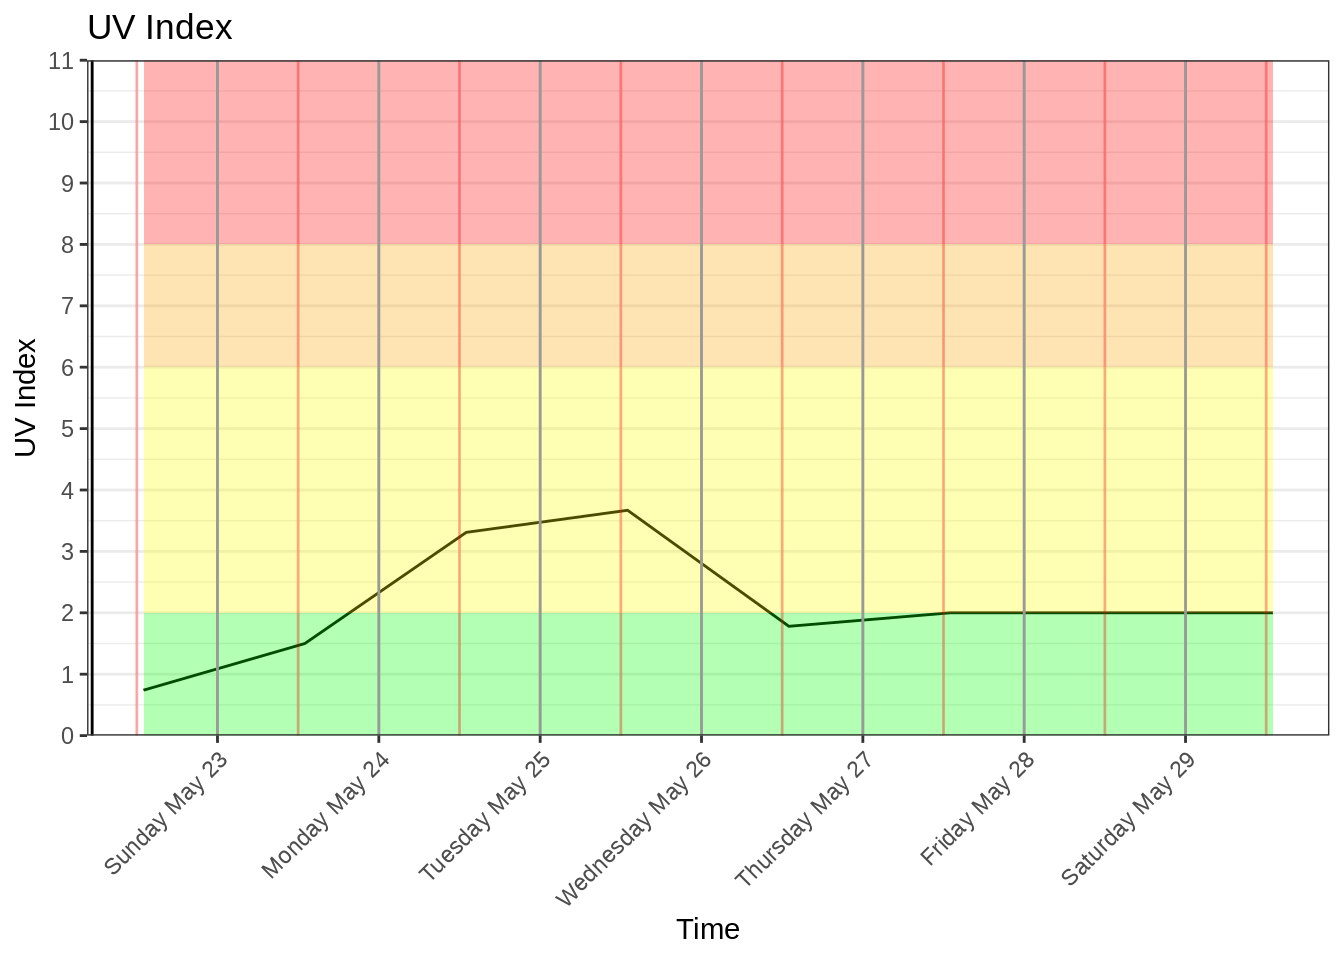 UV Index
11
10
9
8
7
6
5
4
3
2
1
0
UV Index
Sunday May 23
Monday May 24
Tuesday May 25
Wednesday May 26
Thursday May 27
Friday May 28
Saturday May 29
Time